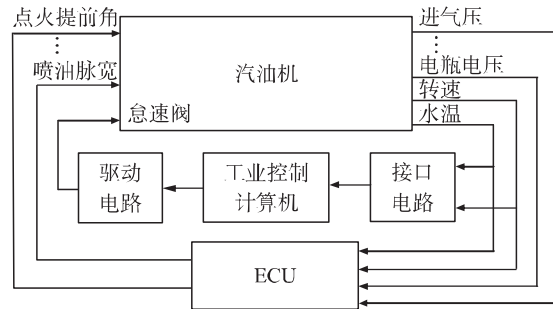 点火提前角
⋮
喷油脉宽
怠速阀
汽油机
进气压
⋮
电瓶电压
转速
水温
驱动
电路
工业控制
计算机
接口
电路
ECU